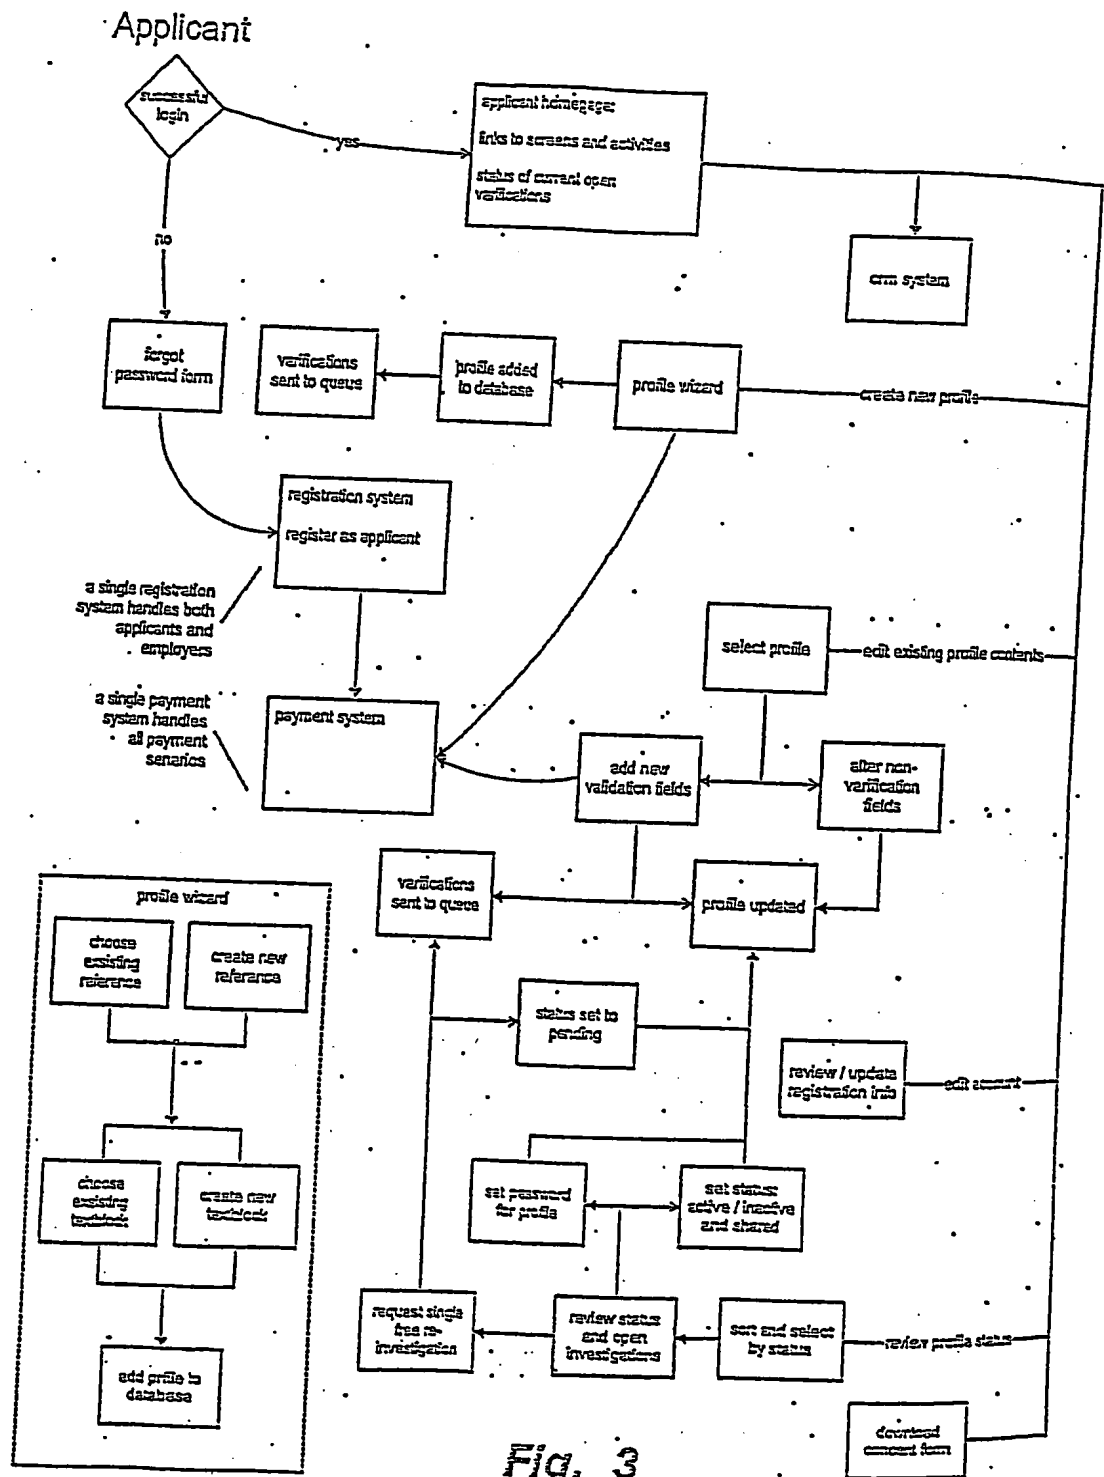 Applicant
successful
login
yes
no
applicant homepage:
links to screens and activities
status of current open
verifications
crm system
forgot
password form
verifications
sent to queue
profile added
to database
profile wizard
create new profile
registration system
register as applicant
a single registration
system handles both
applicants and
employers
a single payment
system handles
all payment
senarios
payment system
select profile
edit existing profile contents
add new
validation fields
alter non-
varification
fields
verifications
sent to queue
profile updated
profile wizard
choose
exsisting
reference
create new
reference
status set to
pending
review / update
registration info
edit account
choose
exsisting
textblock
create new
textblock
set password
for profile
set status:
active / inactive
and shared
request single
free re-
investigation
review status
and open
investigations
sort and select
by status
review profile status
add profile to
database
download
consent form
Fig. 3